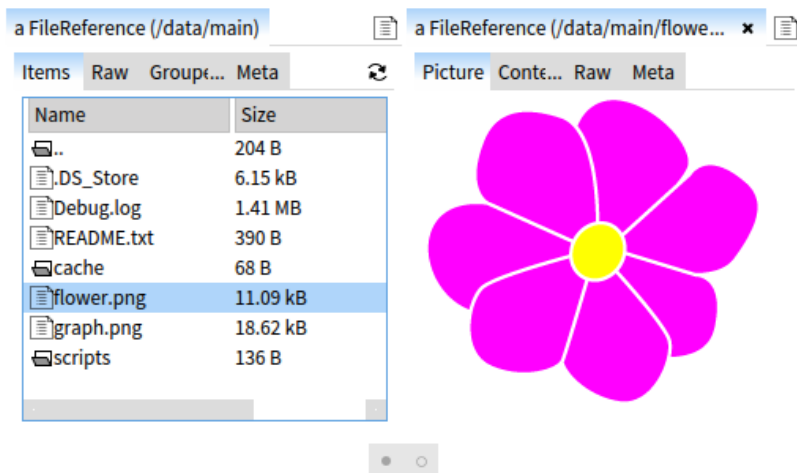 a FileReference (/data/main)
a FileReference (/data/main/flowe... ×
Items Raw Groupe... Meta
Picture Conte... Raw Meta
Name Size
.. 204 B
.DS_Store 6.15 kB
Debug.log 1.41 MB
README.txt 390 B
cache 68 B
flower.png 11.09 kB
graph.png 18.62 kB
scripts 136 B